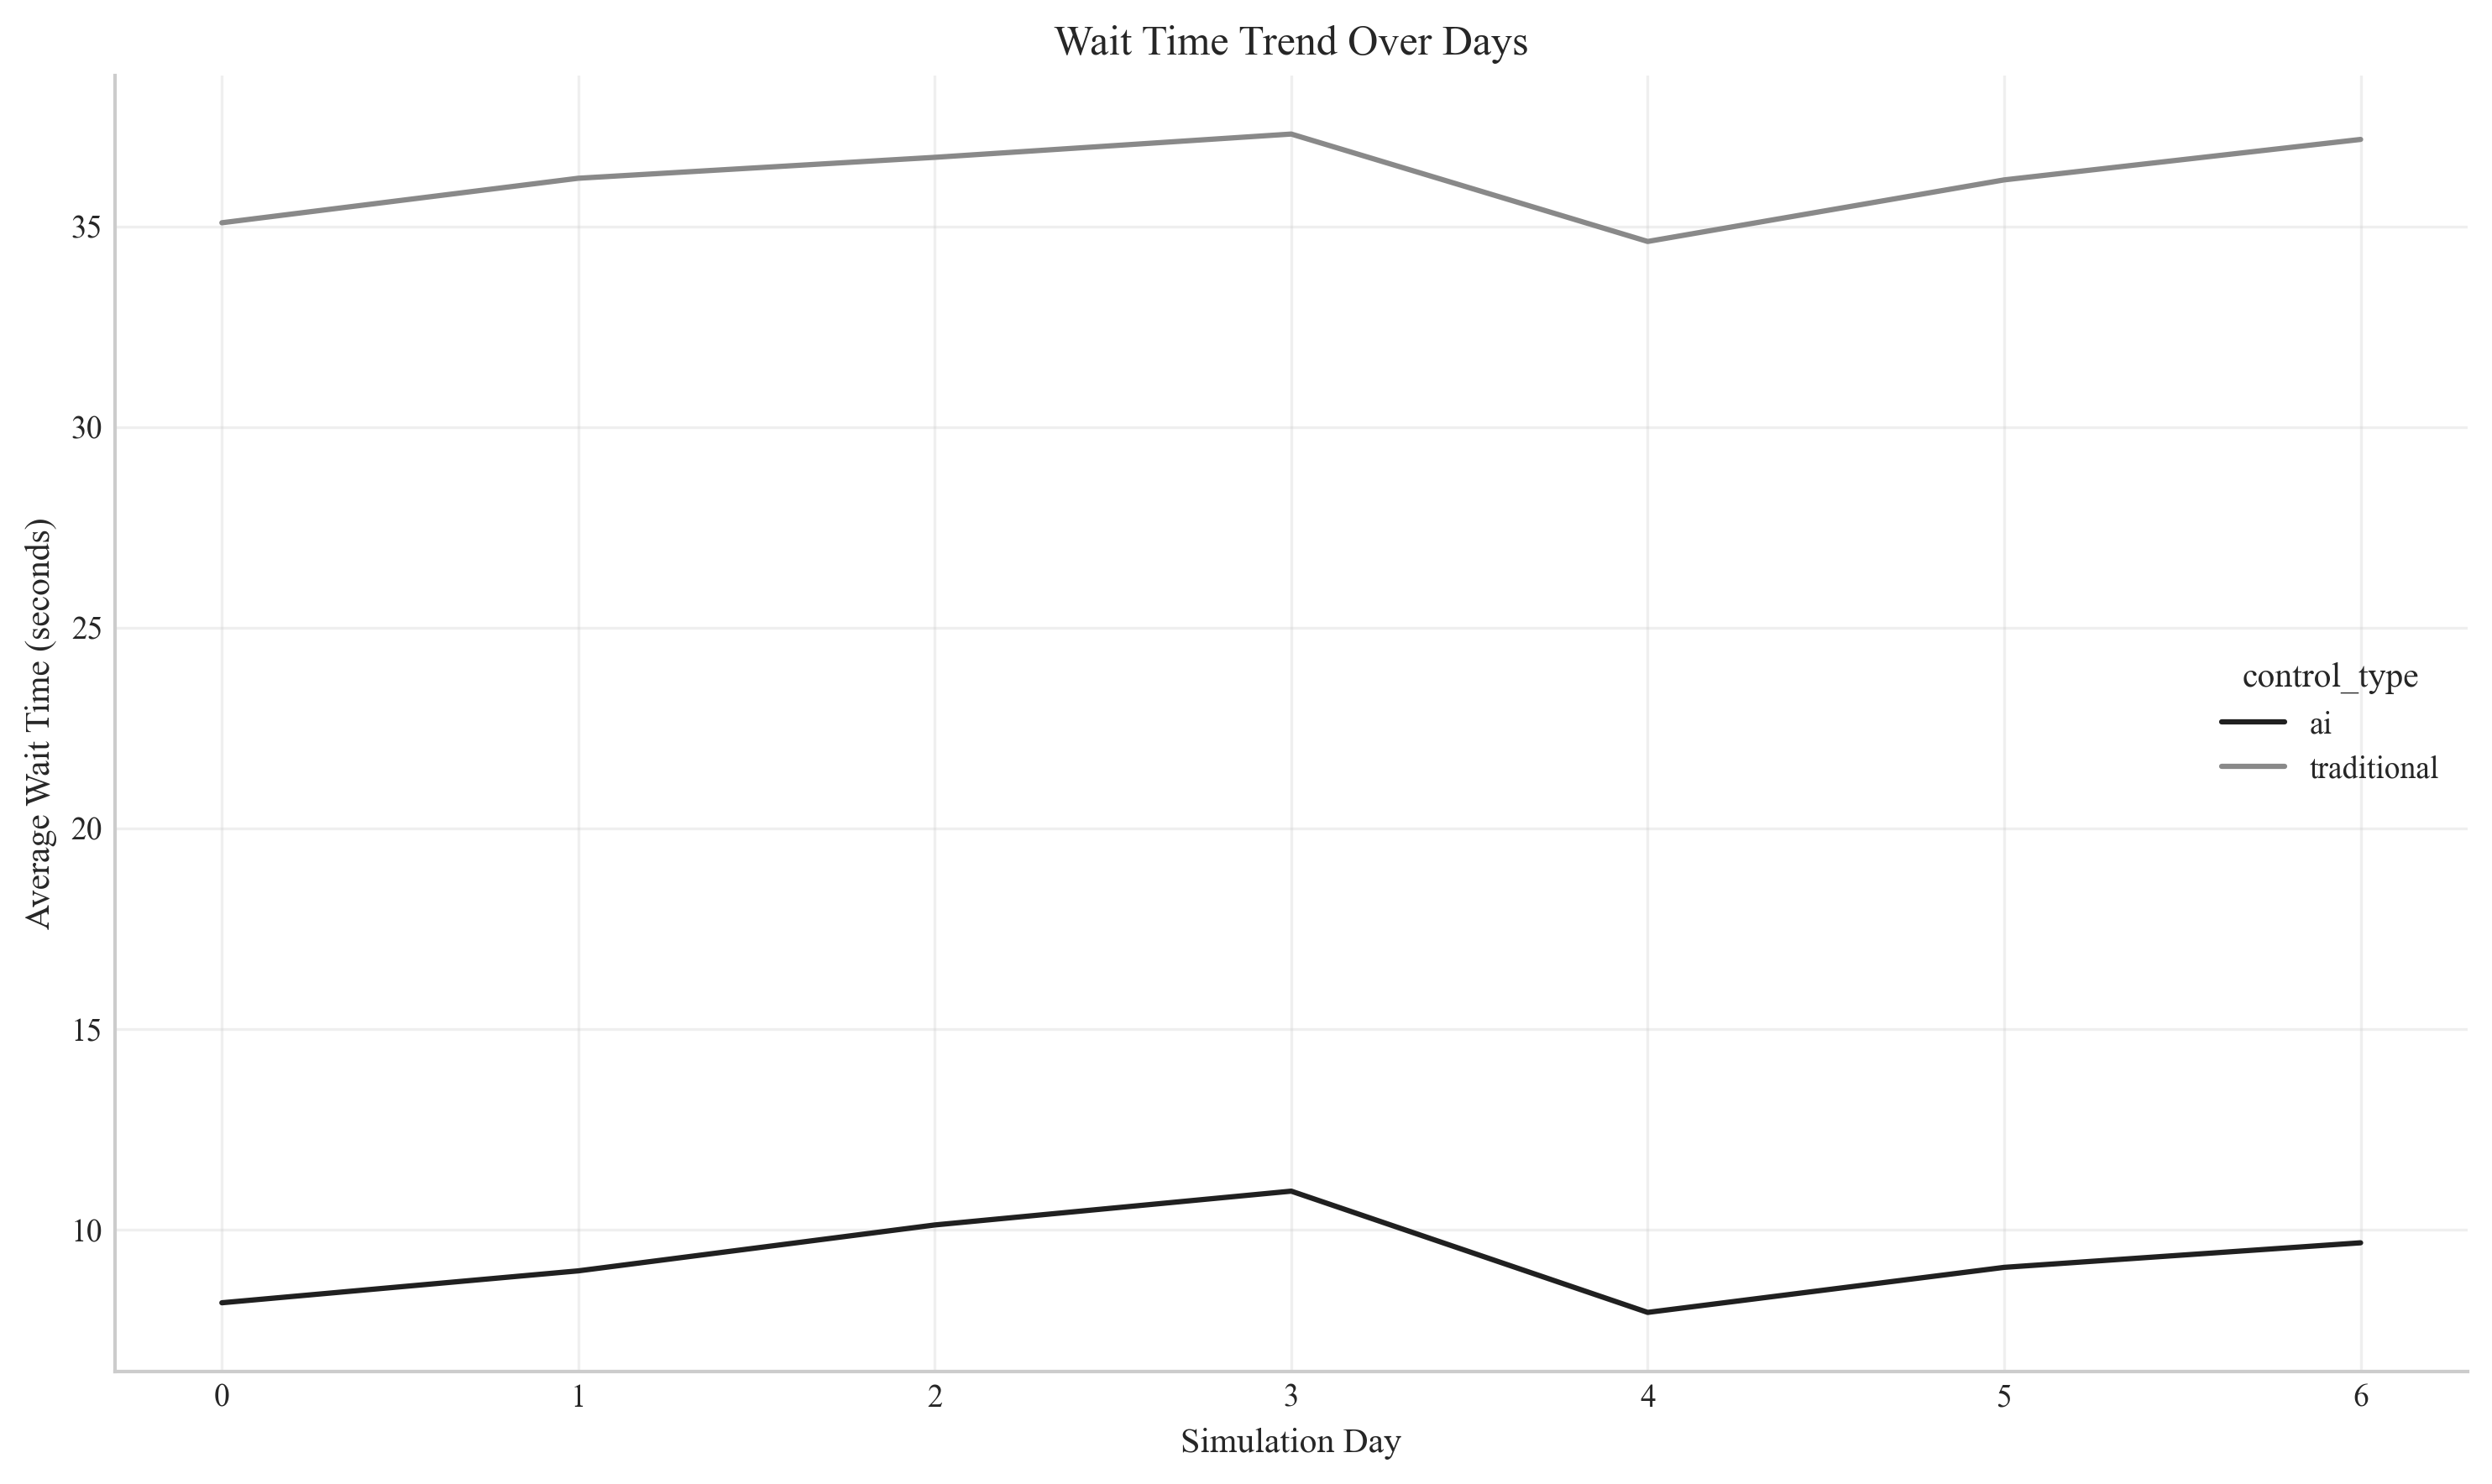 Wait Time Trend Over Days
Average Wait Time (seconds)
35
30
25
20
15
10
control_type
ai
traditional
0 1 2 3 4 5 6
Simulation Day